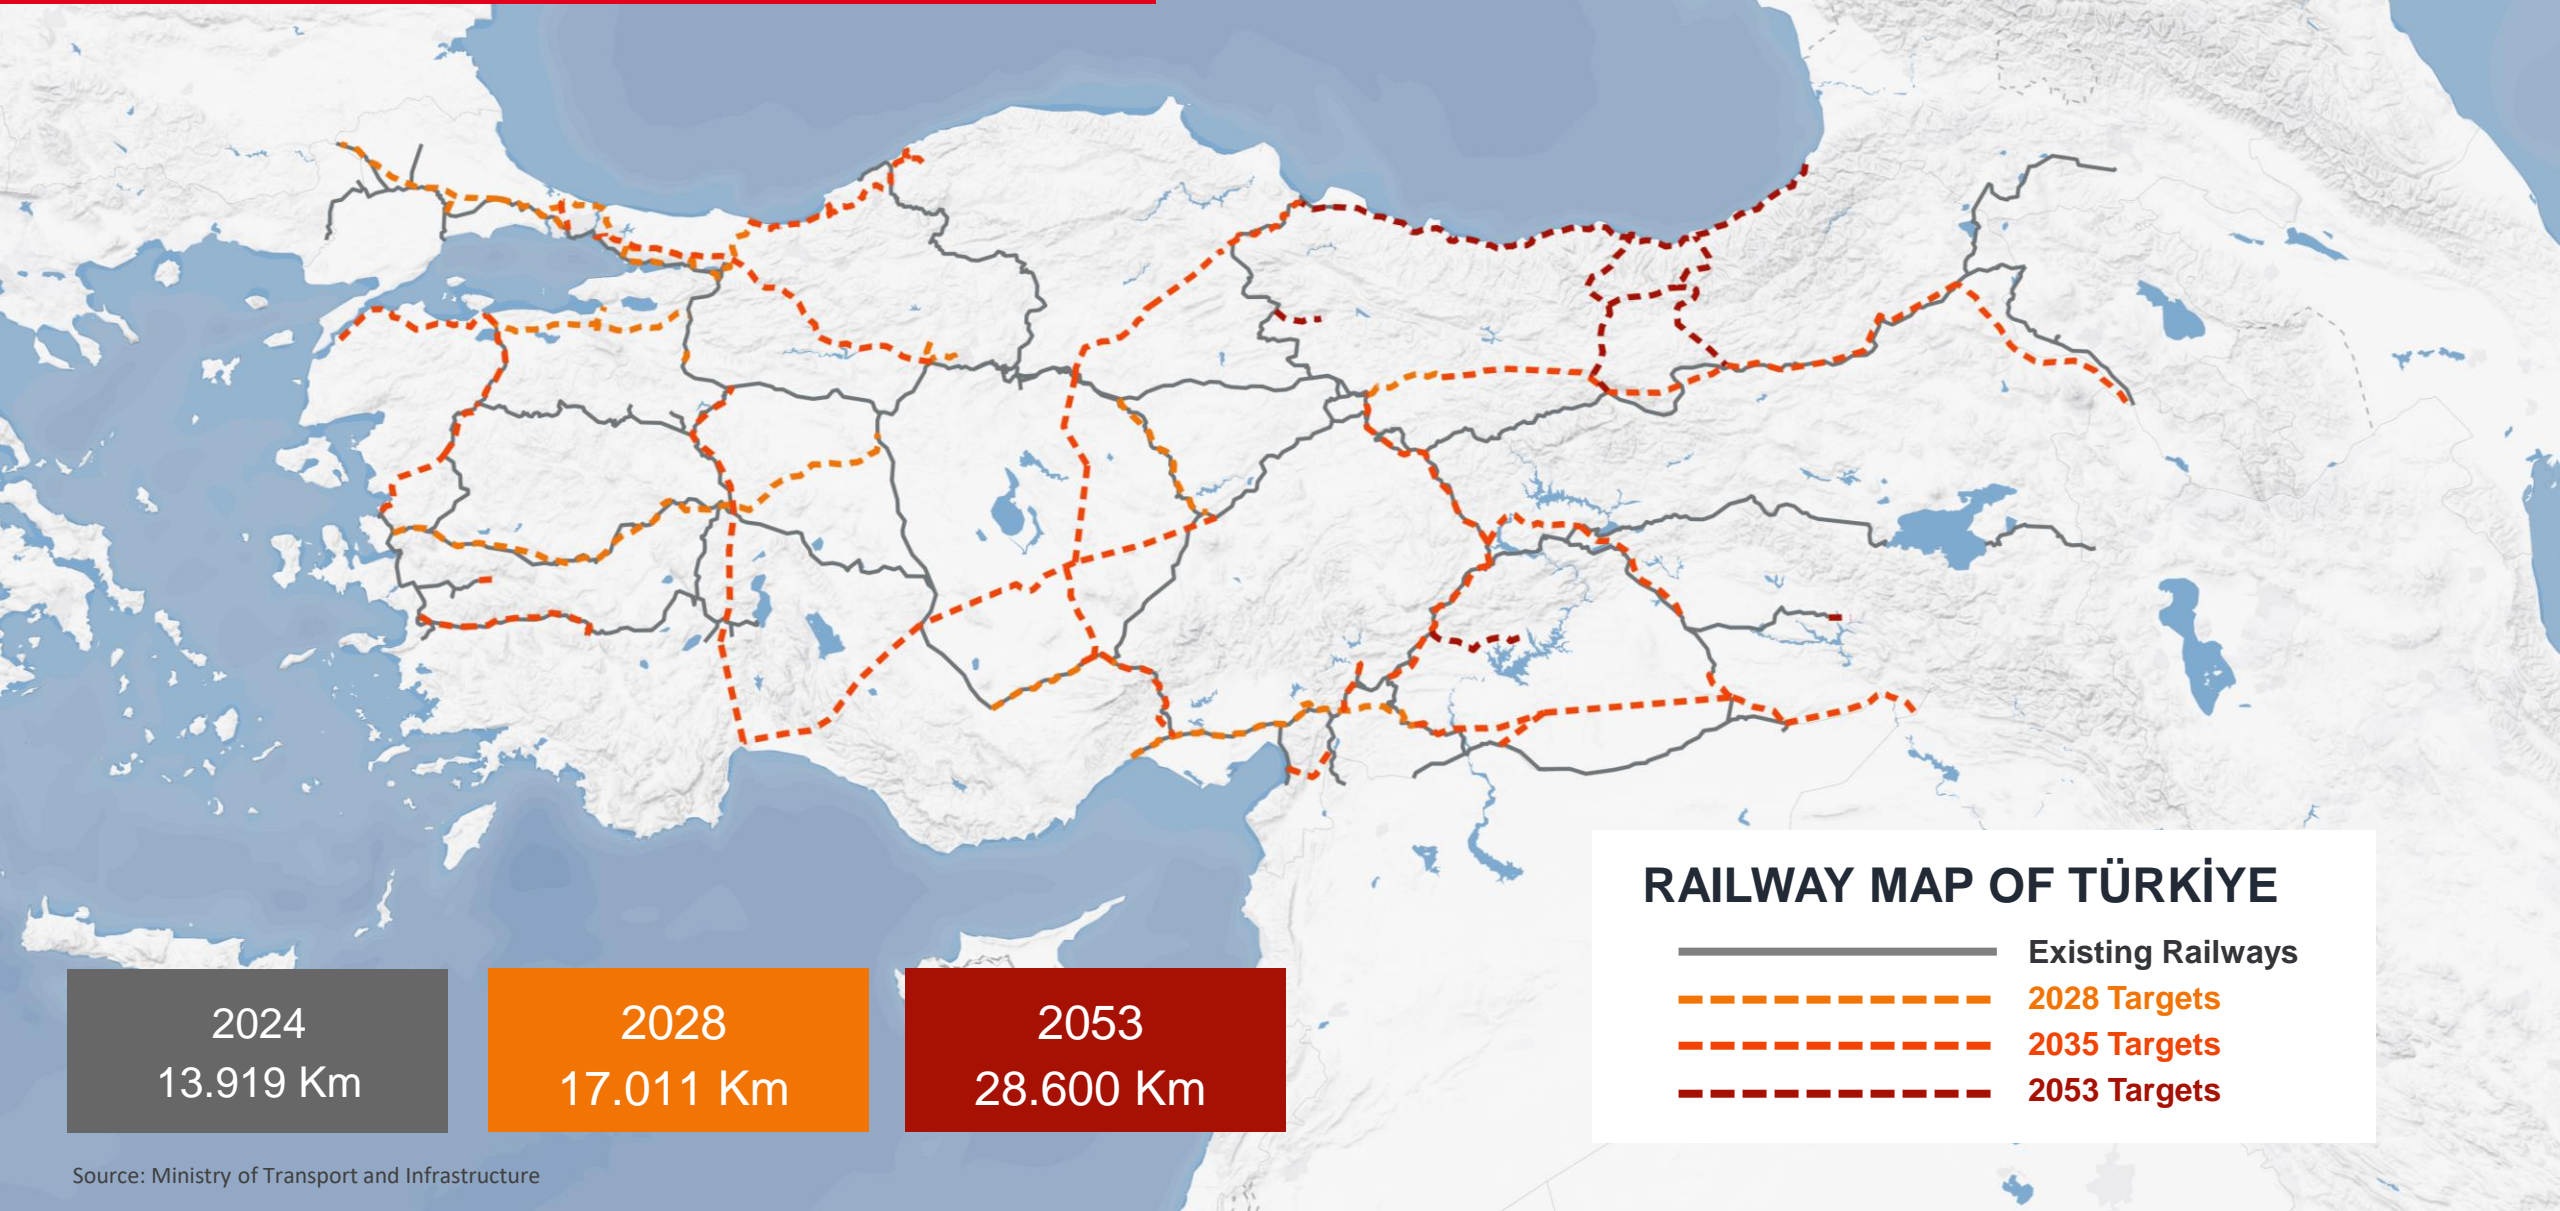 RAILWAY MAP OF TÜRKİYE
Existing Railways
2028 Targets
2035 Targets
2053 Targets
2024
13.919 Km
2028
17.011 Km
2053
28.600 Km
Source: Ministry of Transport and Infrastructure